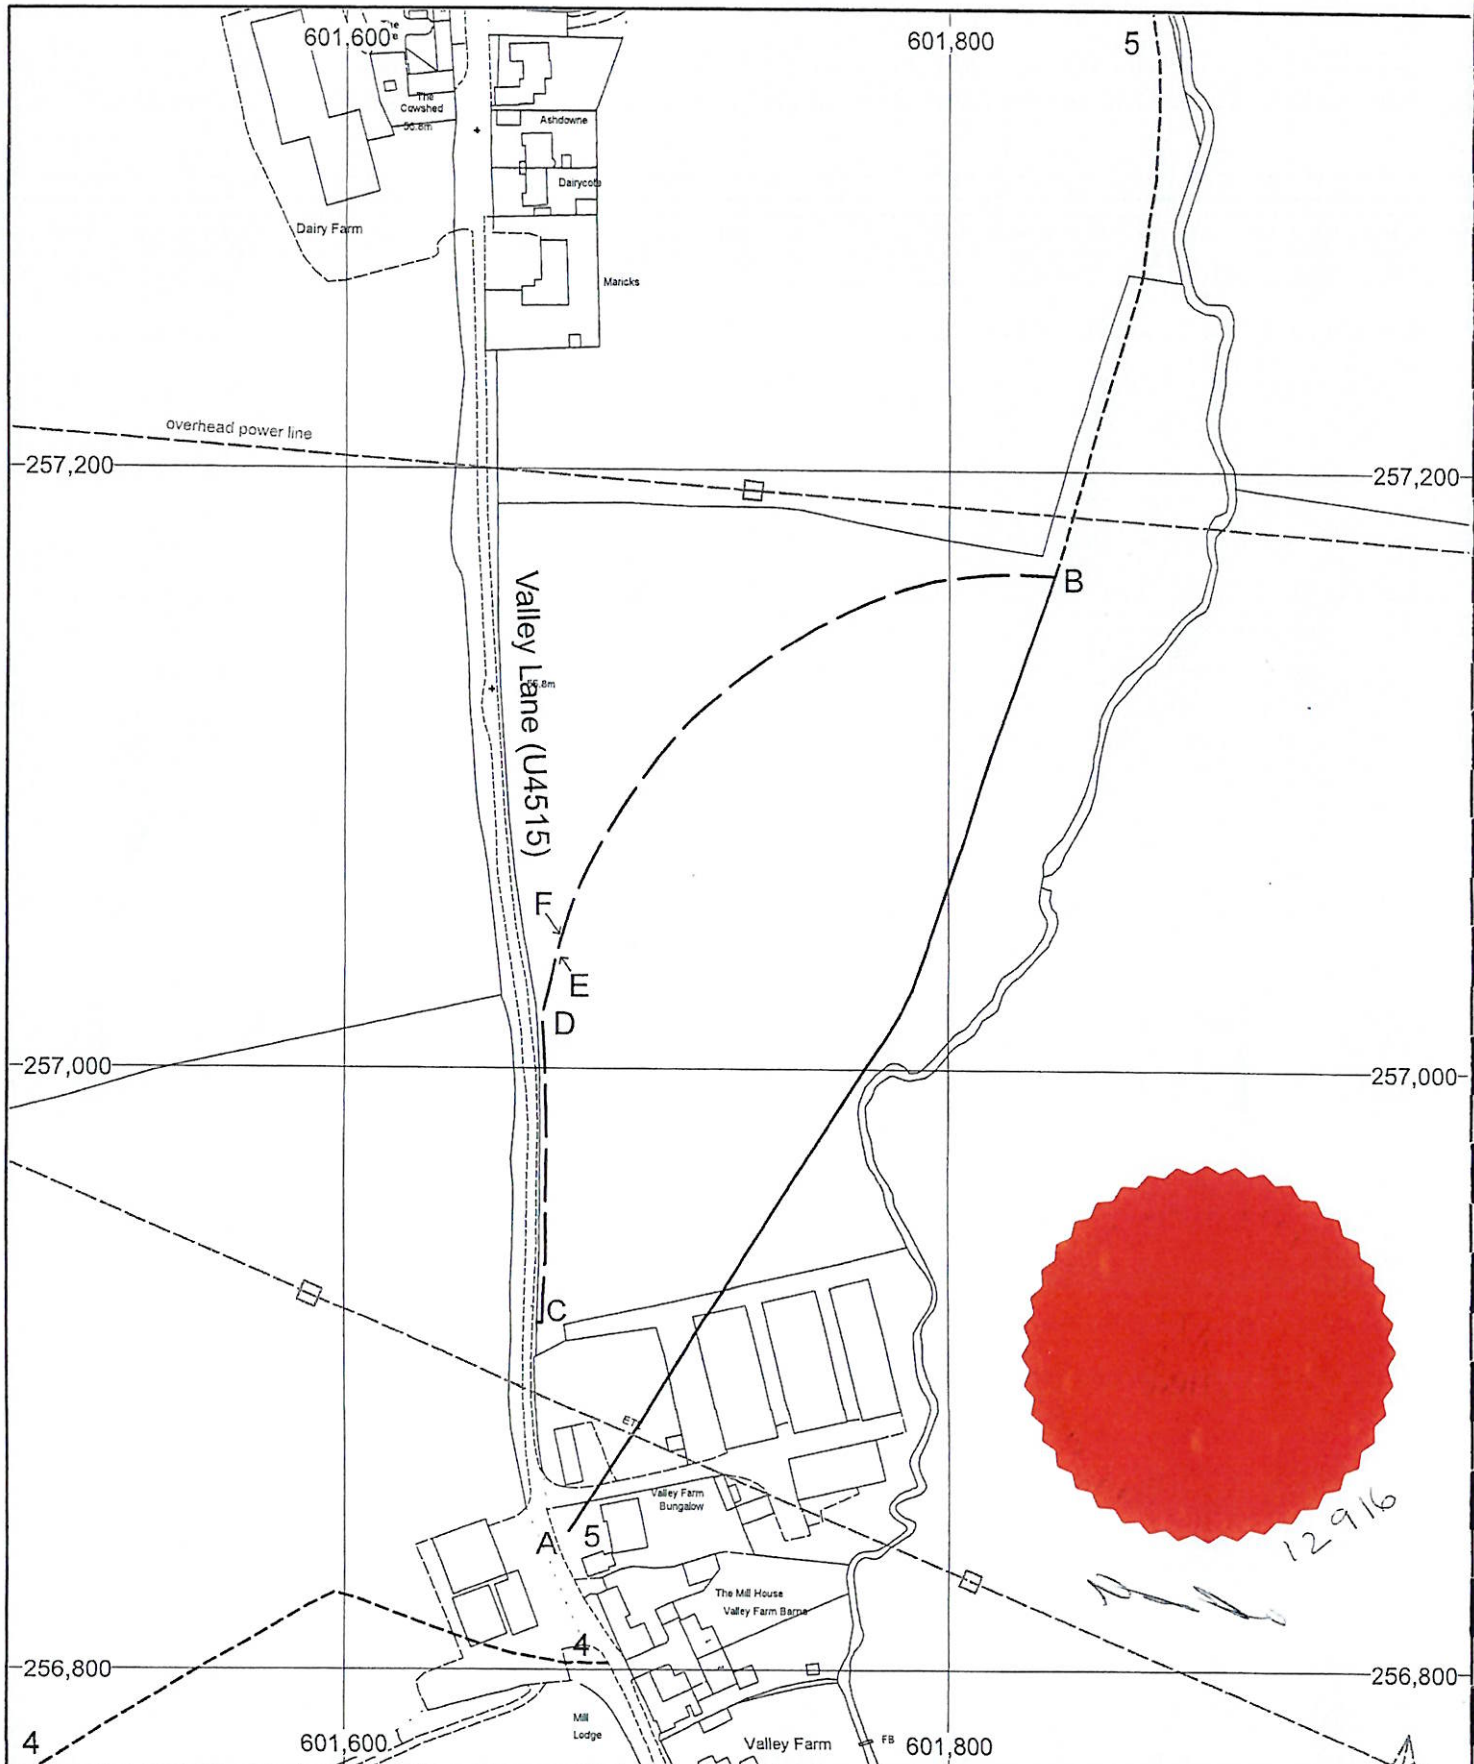 601,600
601,800
5
The
Cowshed
Ashdowne
Dairycote
Dairy Farm
Maricks
overhead power line
257,200
257,200
B
Valley Lane (U4515)
F
E
D
257,000
257,000
C
Valley Farm
Bungalow
A
5
12916
The Mill House
Valley Farm Barns
4
256,800
256,800
4
601,600
Mill
Lodge
Valley Farm
FB
601,800